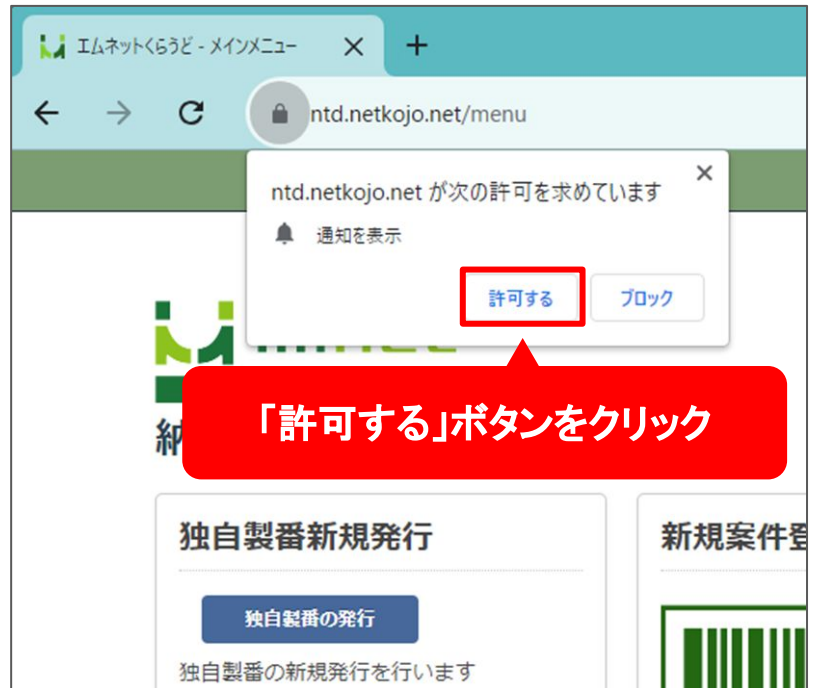 エムネットくらうど - メインメニュー
ntd.netkojo.net/menu
ntd.netkojo.net が次の許可を求めています
通知を表示
許可する
ブロック
「許可する」ボタンをクリック
納
独自製番新規発行
新規案件登
独自製番の発行
独自製番の新規発行を行います